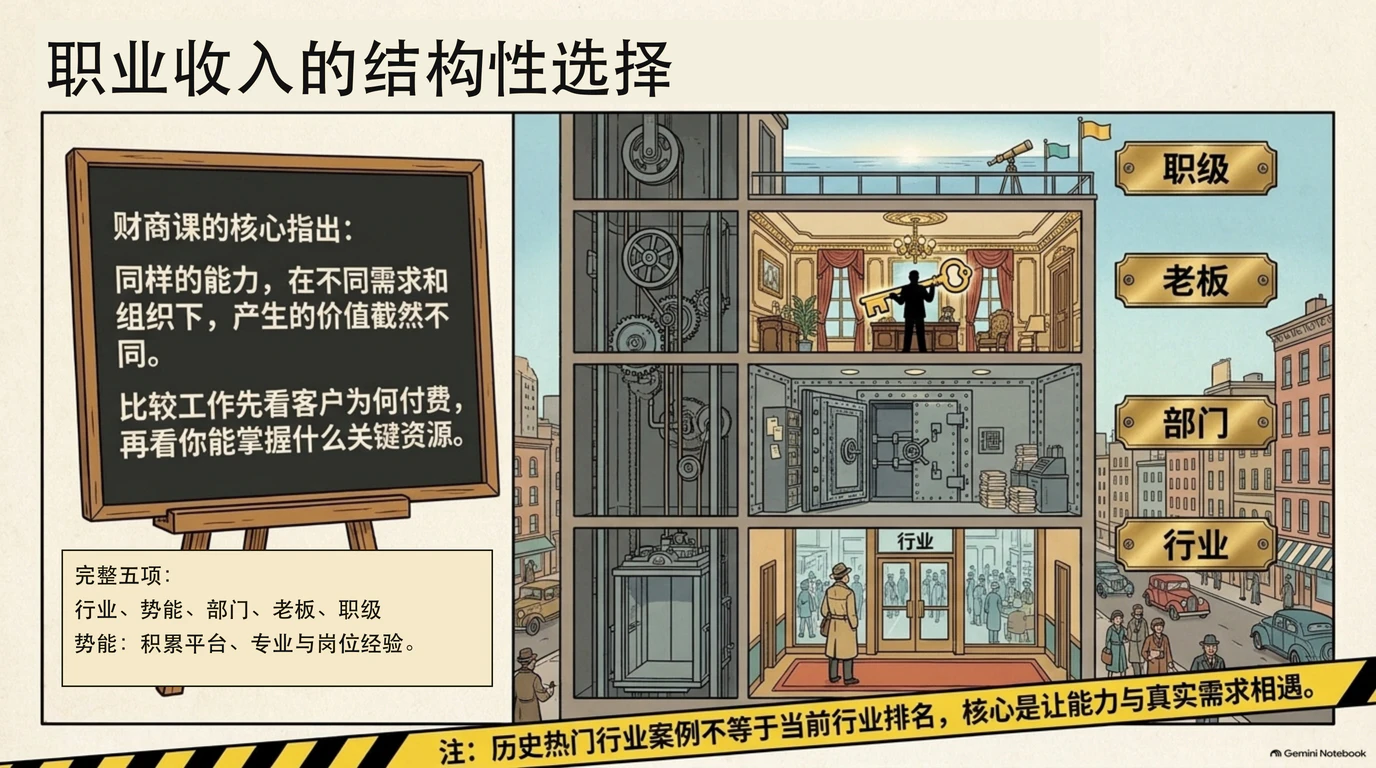 职业收入的结构性选择
财商课的核心指出：
同样的能力，在不同需求和
组织下，产生的价值截然不
同。
比较工作先看客户为何付费，
再看你能掌握什么关键资源。
完整五项：
行业、势能、部门、老板、职级
势能：积累平台、专业与岗位经验。
行业
职级
老板
部门
行业
注：历史热门行业案例不等于当前行业排名，核心是让能力与真实需求相遇。
Gemini Notebook